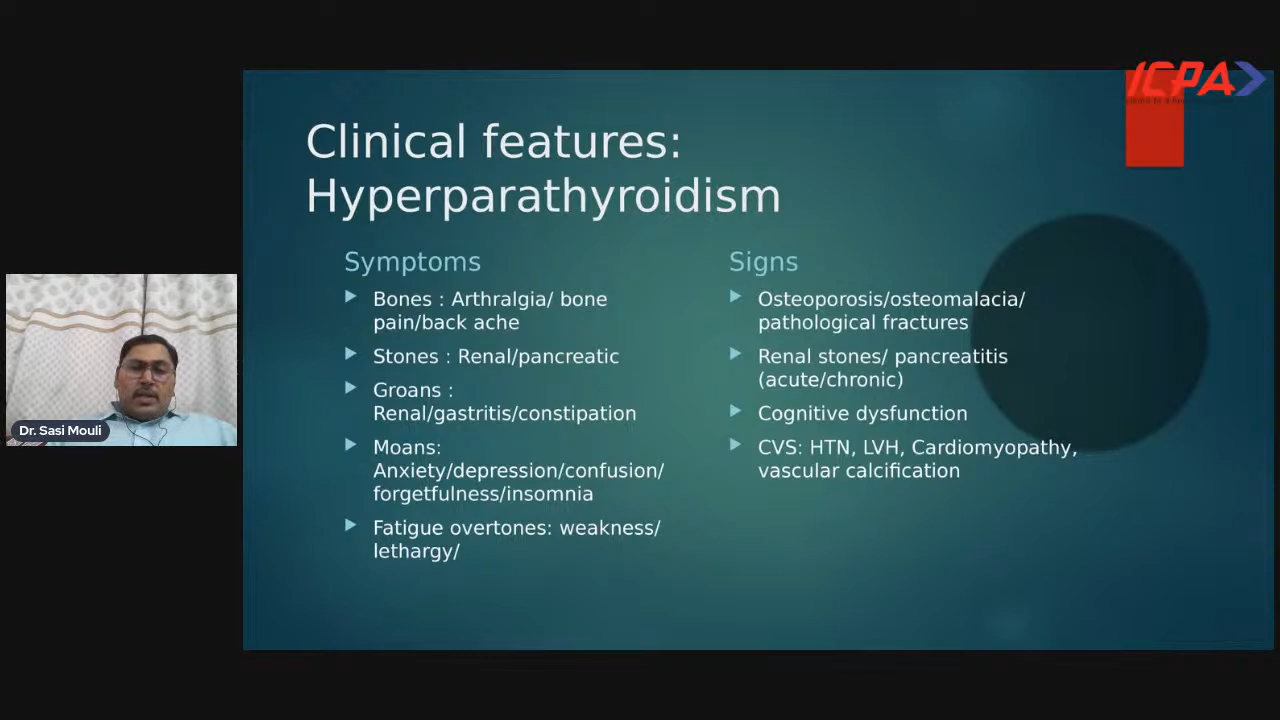 ICPA
Clinical features:
Hyperparathyroidism
Symptoms
Bones : Arthralgia/ bone
pain/back ache
Stones : Renal/pancreatic
Groans :
Renal/gastritis/constipation
Moans:
Anxiety/depression/confusion/
forgetfulness/insomnia
Fatigue overtones: weakness/
lethargy/
Signs
Osteoporosis/osteomalacia/
pathological fractures
Renal stones/ pancreatitis
(acute/chronic)
Cognitive dysfunction
CVS: HTN, LVH, Cardiomyopathy,
vascular calcification
Dr. Sasi Mouli